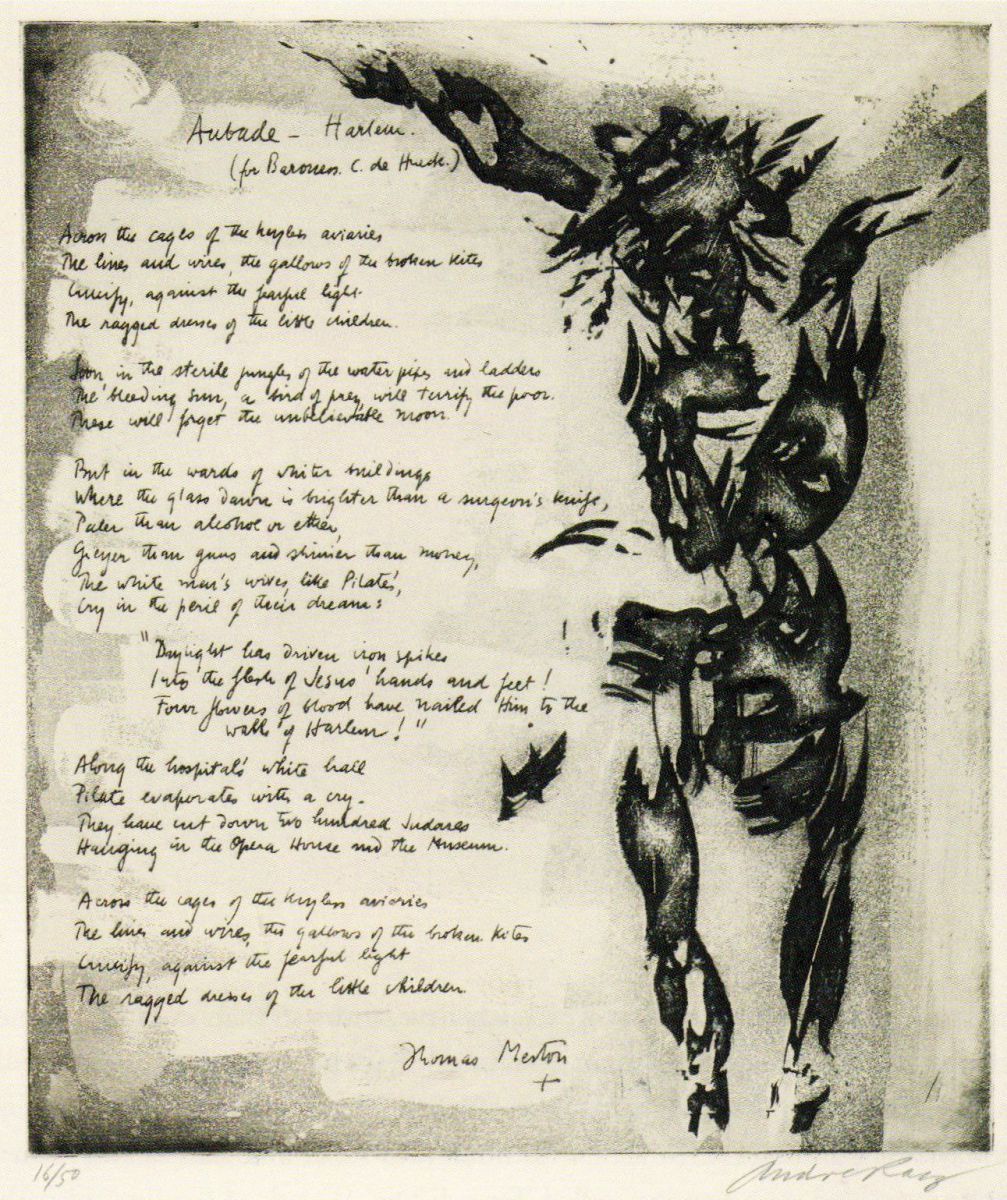 Aubade – Harlem.
(for Baroness. C. de Hueck.)
Across the cages of the keyless aviaries
The lines and wires, the gallows of the broken kites
Crucify, against the fearful light.
The ragged dresses of the little children.
Soon, in the sterile jungles of the water pipes and ladders
The bleeding sun, a bird of prey, will terrify the poor.
These will forget the unbelievable moon.
But in the wards of whiter buildings
Where the glass dawn is brighter than a surgeon's knife,
Paler than alcohol or ether,
Greyer than guns and shinier than money,
The white men's wives, like Pilate's,
Cry in the peril of their dreams:
"Daylight has driven iron spikes
Into the flesh of Jesus' hands and feet!
Four flowers of blood have nailed Him to the
walls of Harlem!"
Along the hospital's white hall
Pilate evaporates with a cry.
They have cut down two hundred Judases
Hanging in the Opera House and the Museum.
Across the cages of the keyless aviaries
The lines and wires, the gallows of the broken kites
Crucify, against the fearful light
The ragged dresses of the little children.
Thomas Merton
+
16/50
Andre Racz